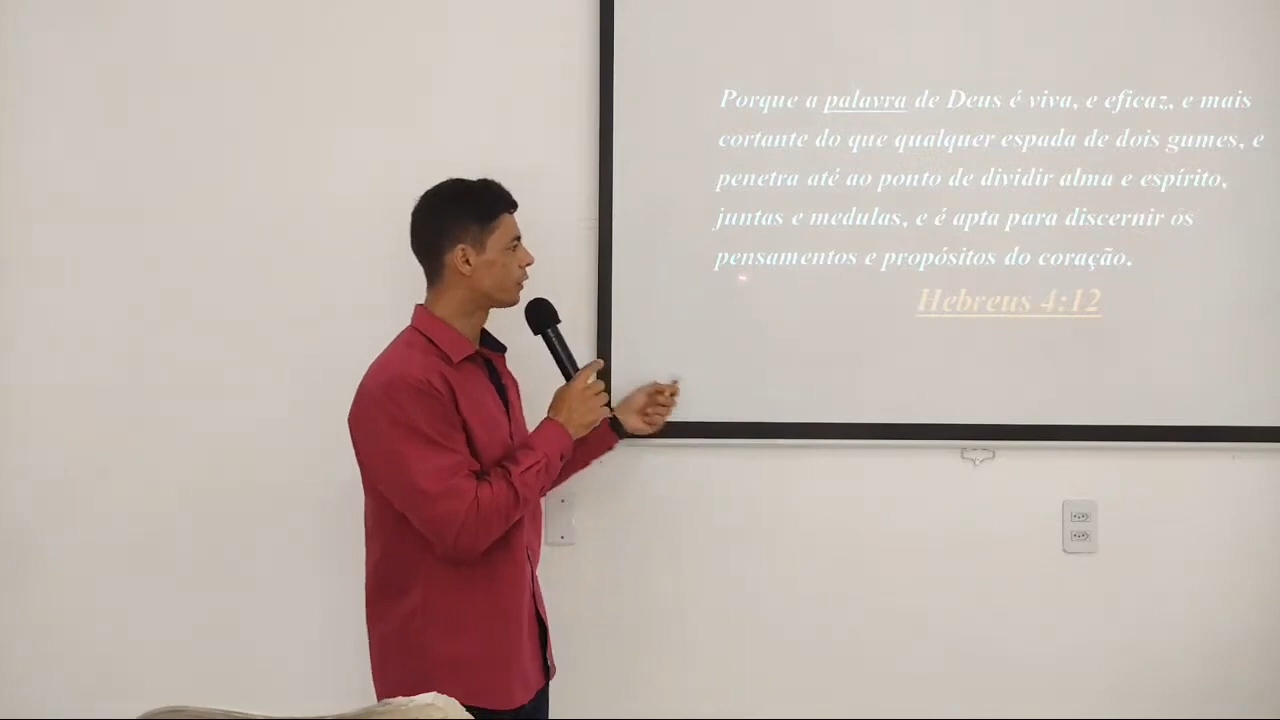 Porque a palavra de Deus é viva, e eficaz, e mais
cortante do que qualquer espada de dois gumes, e
penetra até ao ponto de dividir alma e espírito,
juntas e medulas, e é apta para discernir os
pensamentos e propósitos do coração.
Hebreus 4:12